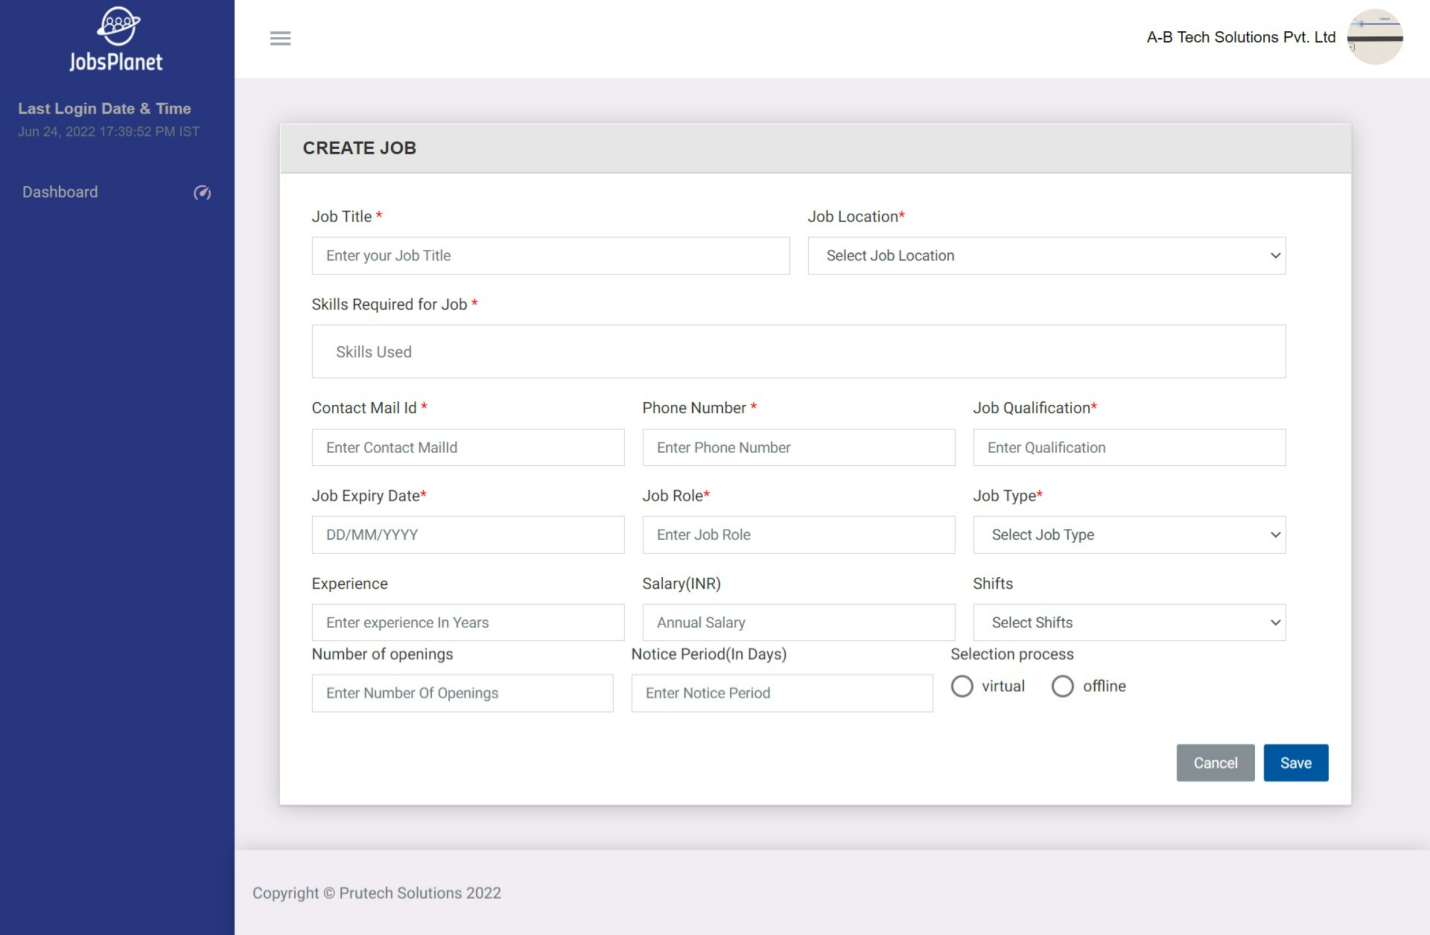 JobsPlanet
A-B Tech Solutions Pvt. Ltd
Last Login Date & Time
Jun 24, 2022 17:39:52 PM IST
Dashboard
CREATE JOB
Job Title * Job Location*
Enter your Job Title Select Job Location
Skills Required for Job *
Skills Used
Contact Mail Id * Phone Number * Job Qualification*
Enter Contact MailId Enter Phone Number Enter Qualification
Job Expiry Date* Job Role* Job Type*
DD/MM/YYYY Enter Job Role Select Job Type
Experience Salary(INR) Shifts
Enter experience In Years Annual Salary Select Shifts
Number of openings Notice Period(In Days) Selection process
Enter Number Of Openings Enter Notice Period virtual offline
Cancel Save
Copyright © Prutech Solutions 2022